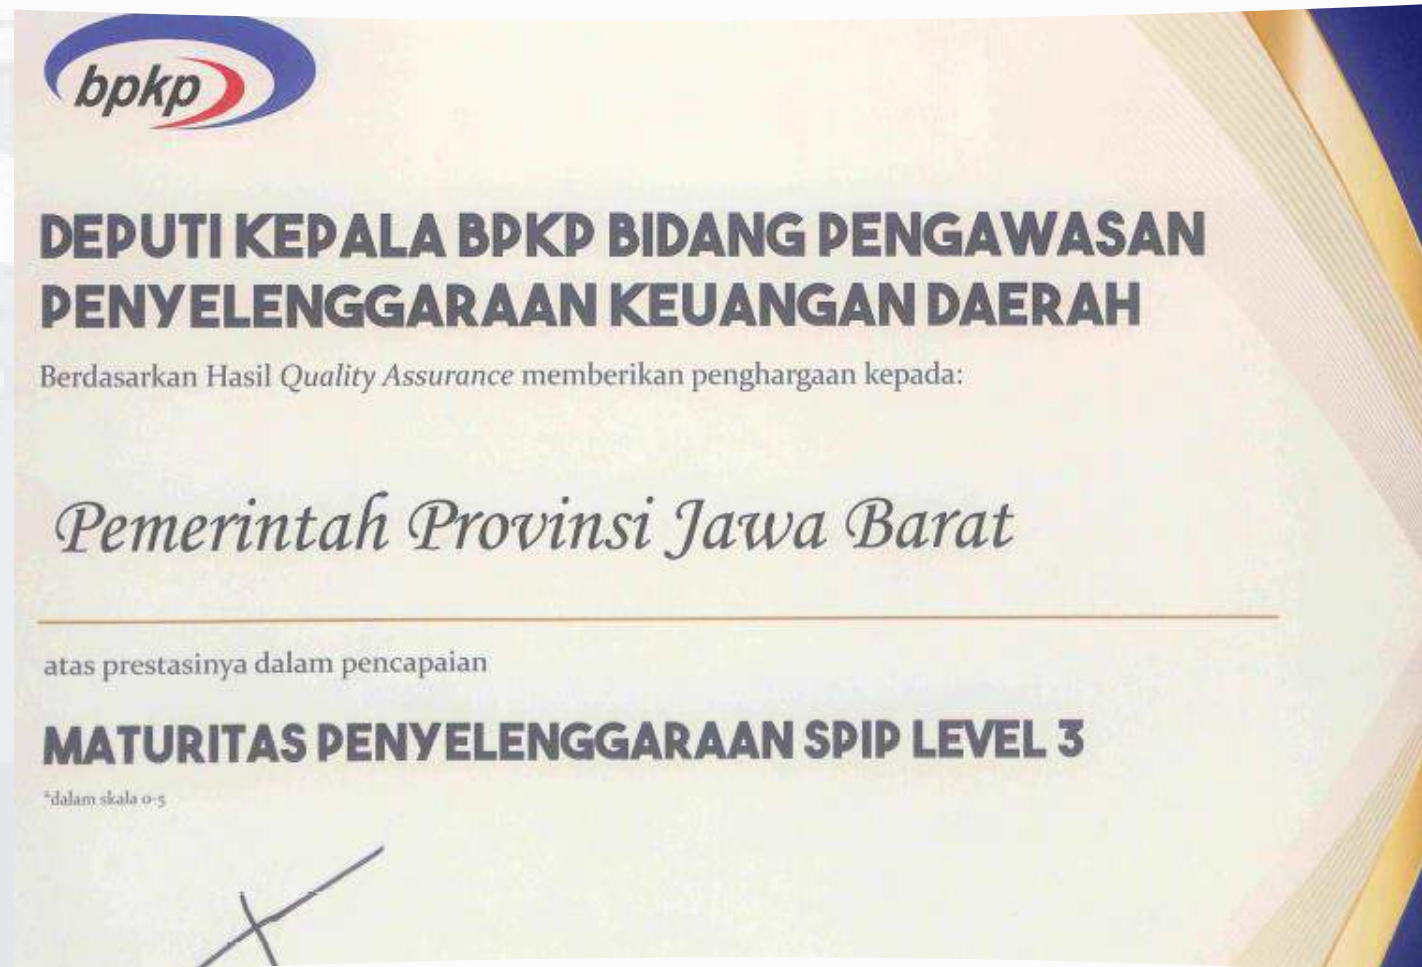 bpkp
DEPUTI KEPALA BPKP BIDANG PENGAWASAN
PENYELENGGARAAN KEUANGAN DAERAH
Berdasarkan Hasil Quality Assurance memberikan penghargaan kepada:
Pemerintah Provinsi Jawa Barat
atas prestasinya dalam pencapaian
MATURITAS PENYELENGGARAAN SPIP LEVEL 3
*dalam skala 0-5